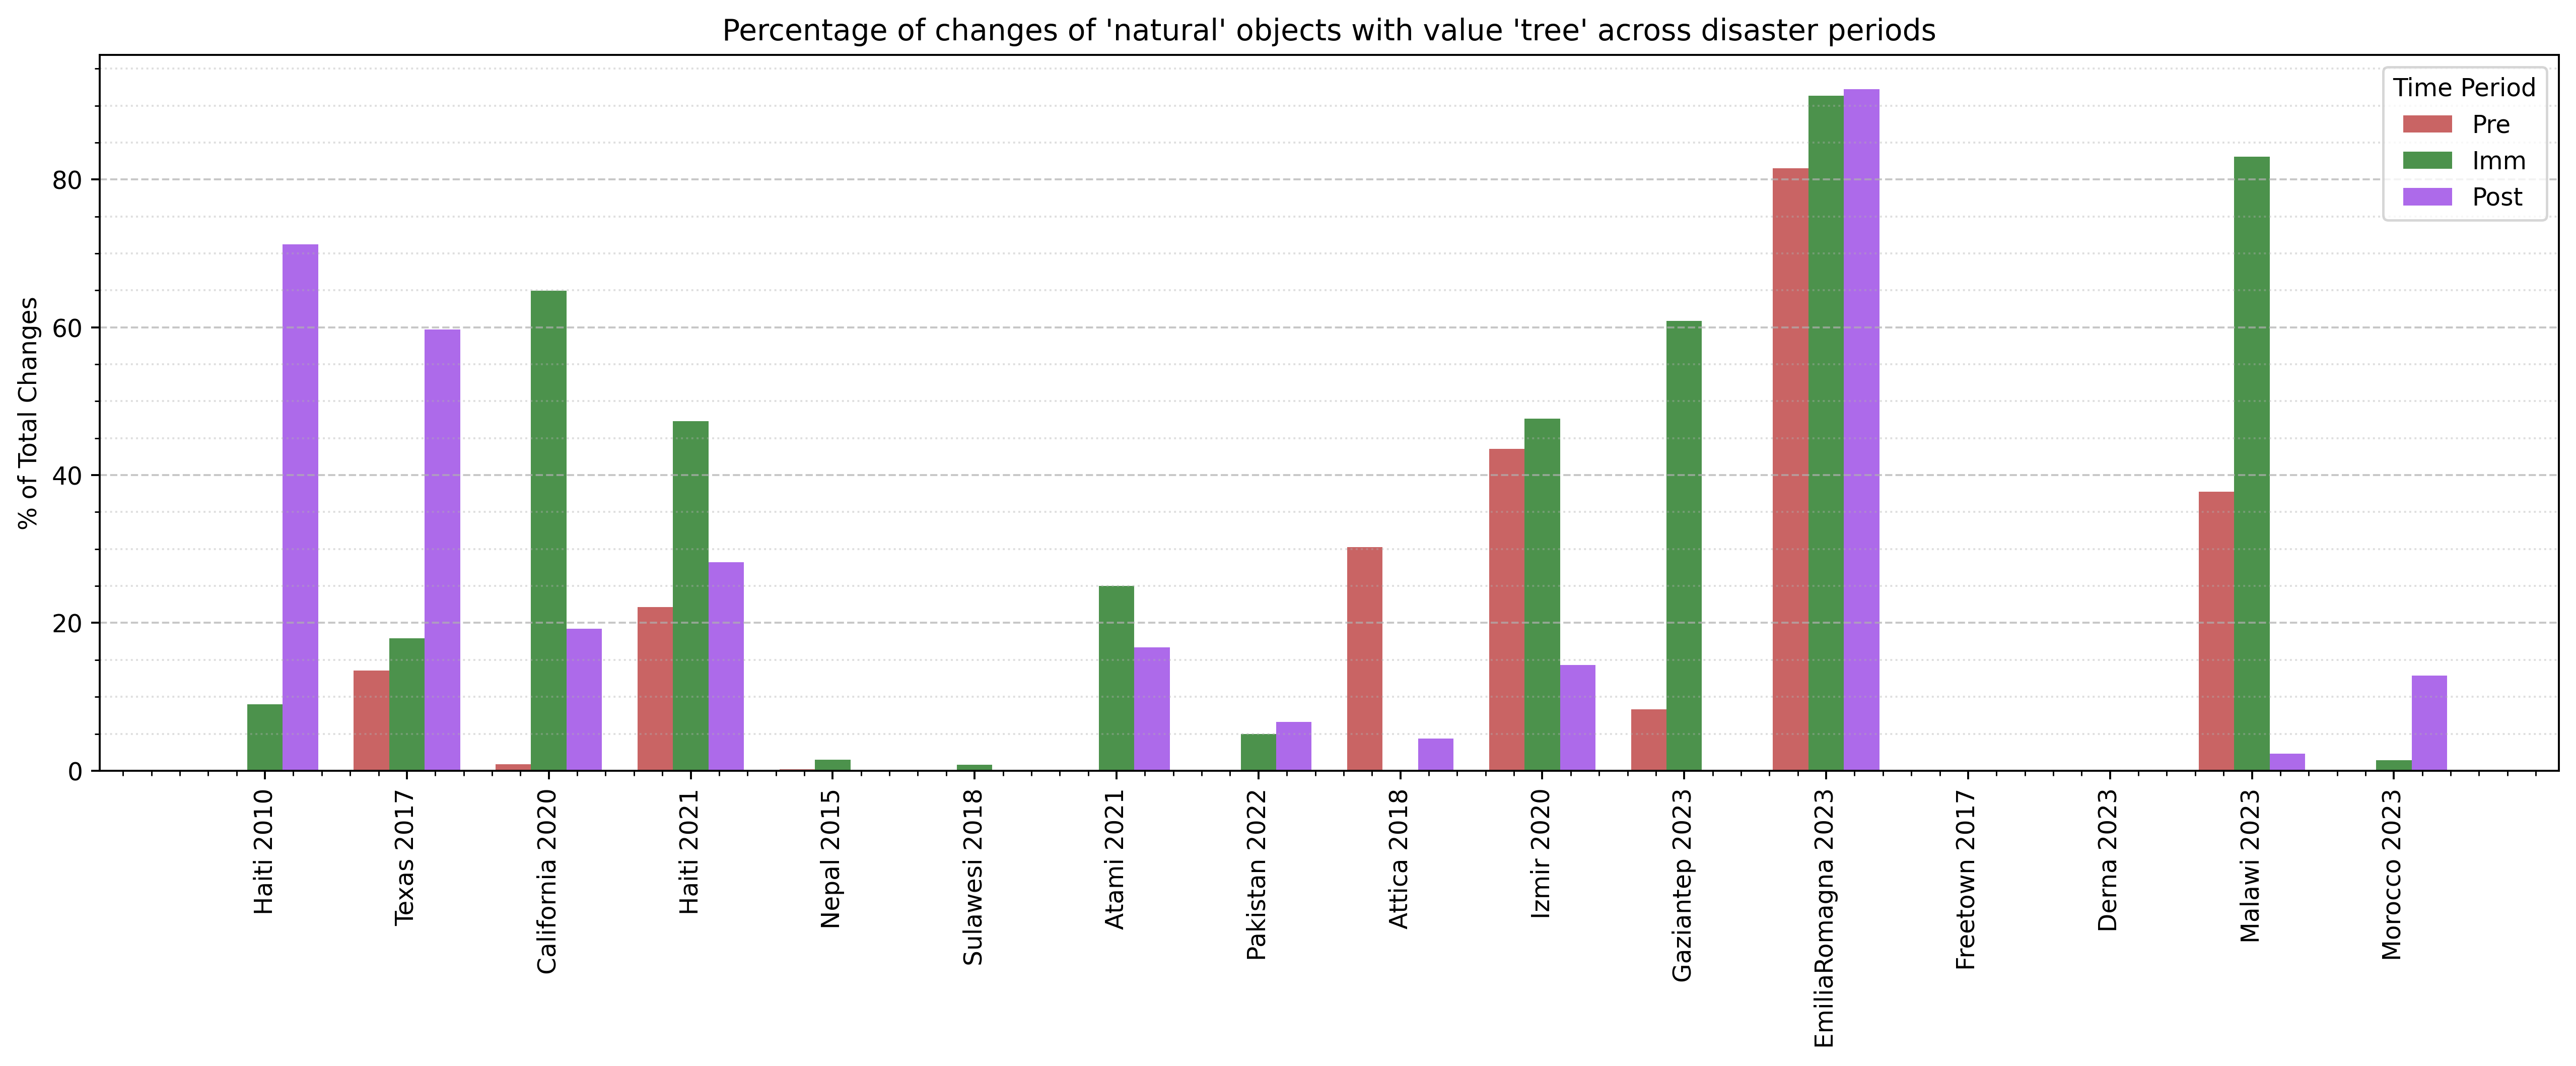 Percentage of changes of 'natural' objects with value 'tree' across disaster periods
Time Period
Pre
Imm
Post
% of Total Changes
80
60
40
20
0
Haiti 2010
Texas 2017
California 2020
Haiti 2021
Nepal 2015
Sulawesi 2018
Atami 2021
Pakistan 2022
Attica 2018
Izmir 2020
Gaziantep 2023
EmiliaRomagna 2023
Freetown 2017
Derna 2023
Malawi 2023
Morocco 2023